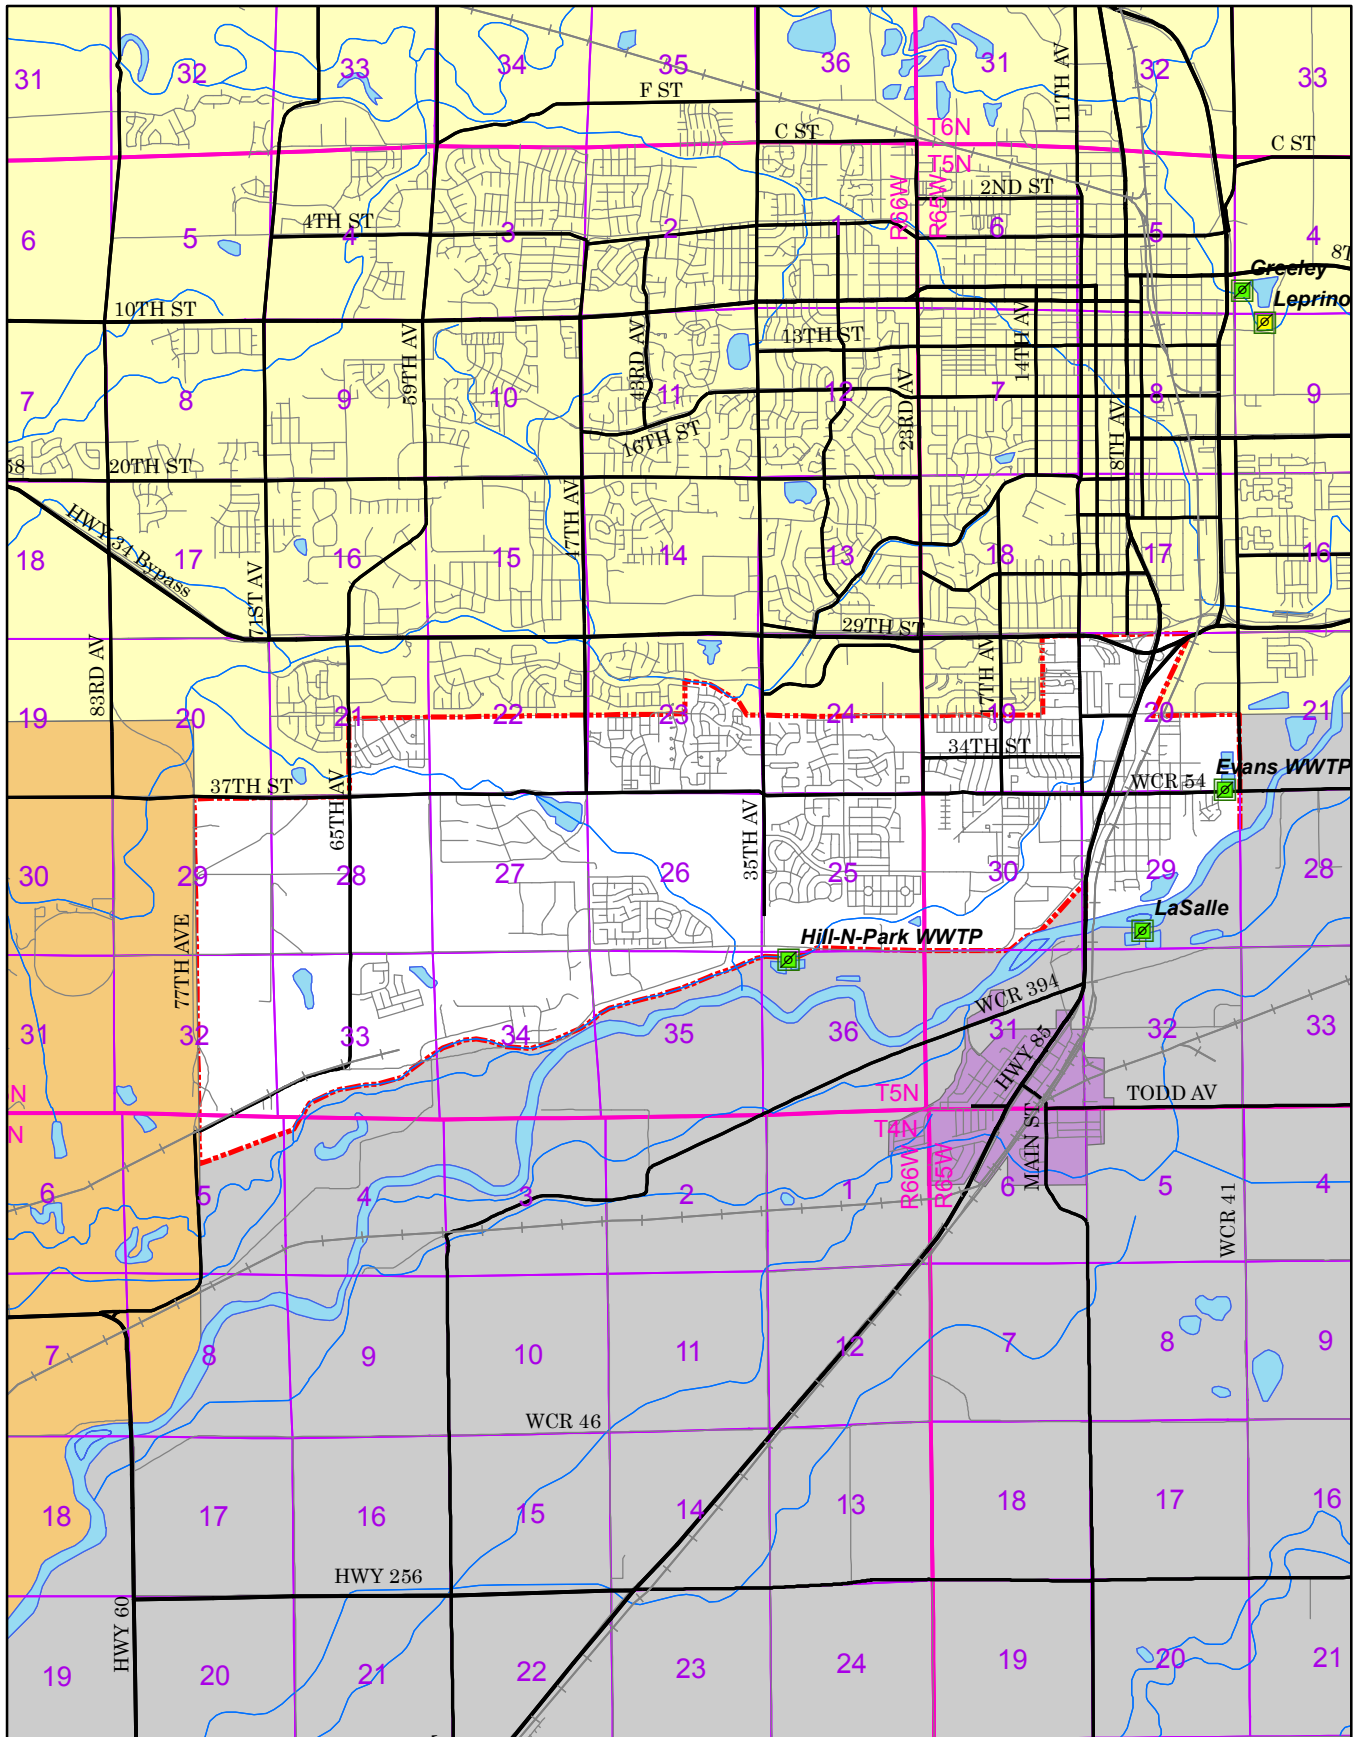 31
32
33
34
35
36
31
32
33
F ST
11TH AV
C ST
T6N
C ST
T5N
2ND ST
R66W
R65W
6
5
4TH ST
4
3
2
1
6
5
4
Greeley
Leprino
10TH ST
59TH AV
43RD AV
13TH ST
14TH AV
7
8
9
10
11
12
7
8
9
23RD AV
16TH ST
8TH AV
20TH ST
HWY 34 Bypass
47TH AV
18
17
16
15
14
13
18
17
16
71ST AV
29TH ST
83RD AV
17TH AV
19
20
21
22
23
24
19
20
21
34TH ST
37TH ST
65TH AV
35TH AV
WCR 54
Evans WWTP
30
29
28
27
26
25
30
29
28
77TH AVE
LaSalle
Hill-N-Park WWTP
WCR 394
31
32
33
34
35
36
31
32
33
HWY 85
T5N
TODD AV
T4N
MAIN ST
R66W
R65W
6
5
4
3
2
1
6
5
4
WCR 41
7
8
9
10
11
12
7
8
9
WCR 46
18
17
16
15
14
13
18
17
16
HWY 256
HWY 60
19
20
21
22
23
24
19
20
21